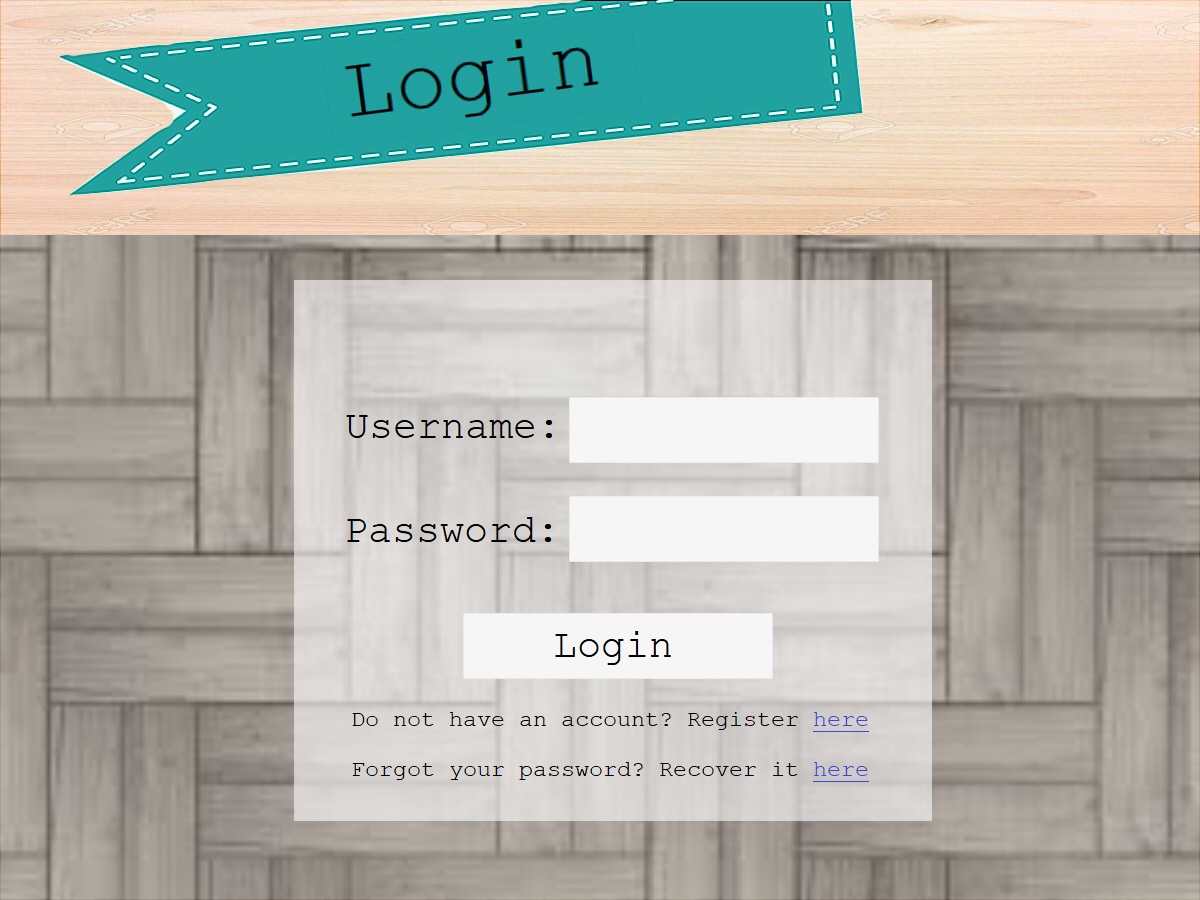 Login
Username:
Password:
Login
Do not have an account? Register here
Forgot your password? Recover it here